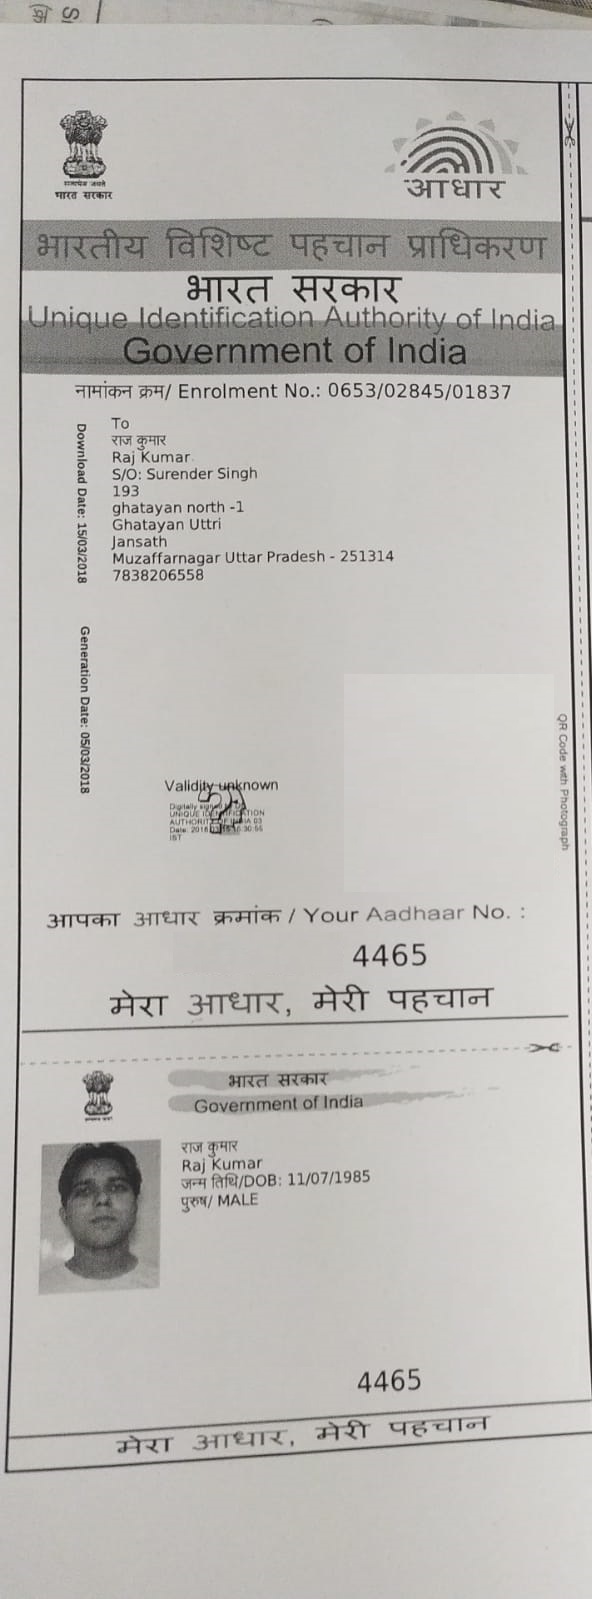 सत्यमेव जयते
भारत सरकार
आधार
भारतीय विशिष्ट पहचान प्राधिकरण
भारत सरकार
Unique Identification Authority of India
Government of India
नामांकन क्रम/ Enrolment No.: 0653/02845/01837
To
राज कुमार
Raj Kumar
S/O: Surender Singh
193
ghatayan north -1
Ghatayan Uttri
Jansath
Muzaffarnagar Uttar Pradesh - 251314
7838206558
Download Date: 15/03/2018
Generation Date: 05/03/2018
QR Code with Photograph
Validity unknown
Digitally signed
UNIQUE IDENTIFICATION
AUTHORITY OF INDIA 03
Date: 2018
IST
आपका आधार क्रमांक / Your Aadhaar No. :
4465
मेरा आधार, मेरी पहचान
भारत सरकार
Government of India
राज कुमार
Raj Kumar
जन्म तिथि/DOB: 11/07/1985
पुरुष/ MALE
4465
मेरा आधार, मेरी पहचान